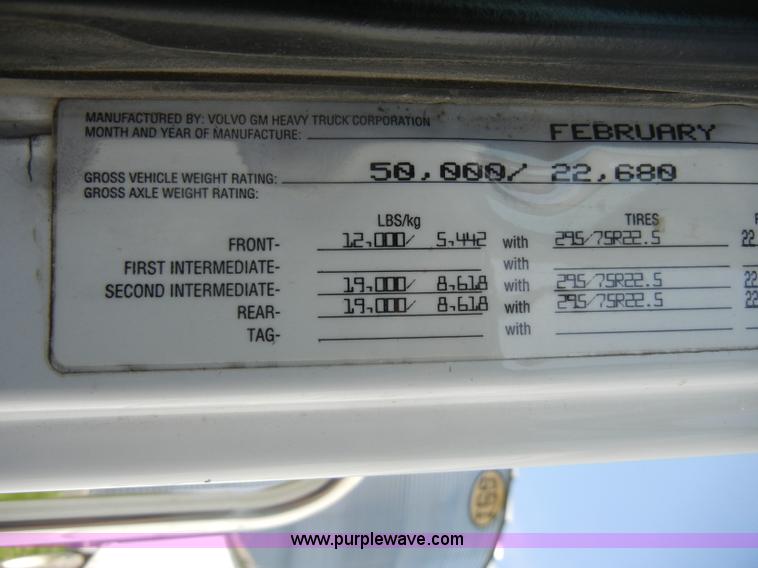 MANUFACTURED BY: VOLVO GM HEAVY TRUCK CORPORATION
MONTH AND YEAR OF MANUFACTURE: FEBRUARY
GROSS VEHICLE WEIGHT RATING: 50,000/ 22,680
GROSS AXLE WEIGHT RATING:
LBS/kg TIRES
FRONT- 12,000/ 5,442 with 295/75R22.5 22
FIRST INTERMEDIATE- with
SECOND INTERMEDIATE- 19,000/ 8,618 with 295/75R22.5 22
REAR- 19,000/ 8,618 with 295/75R22.5 22
TAG- with
www.purplewave.com